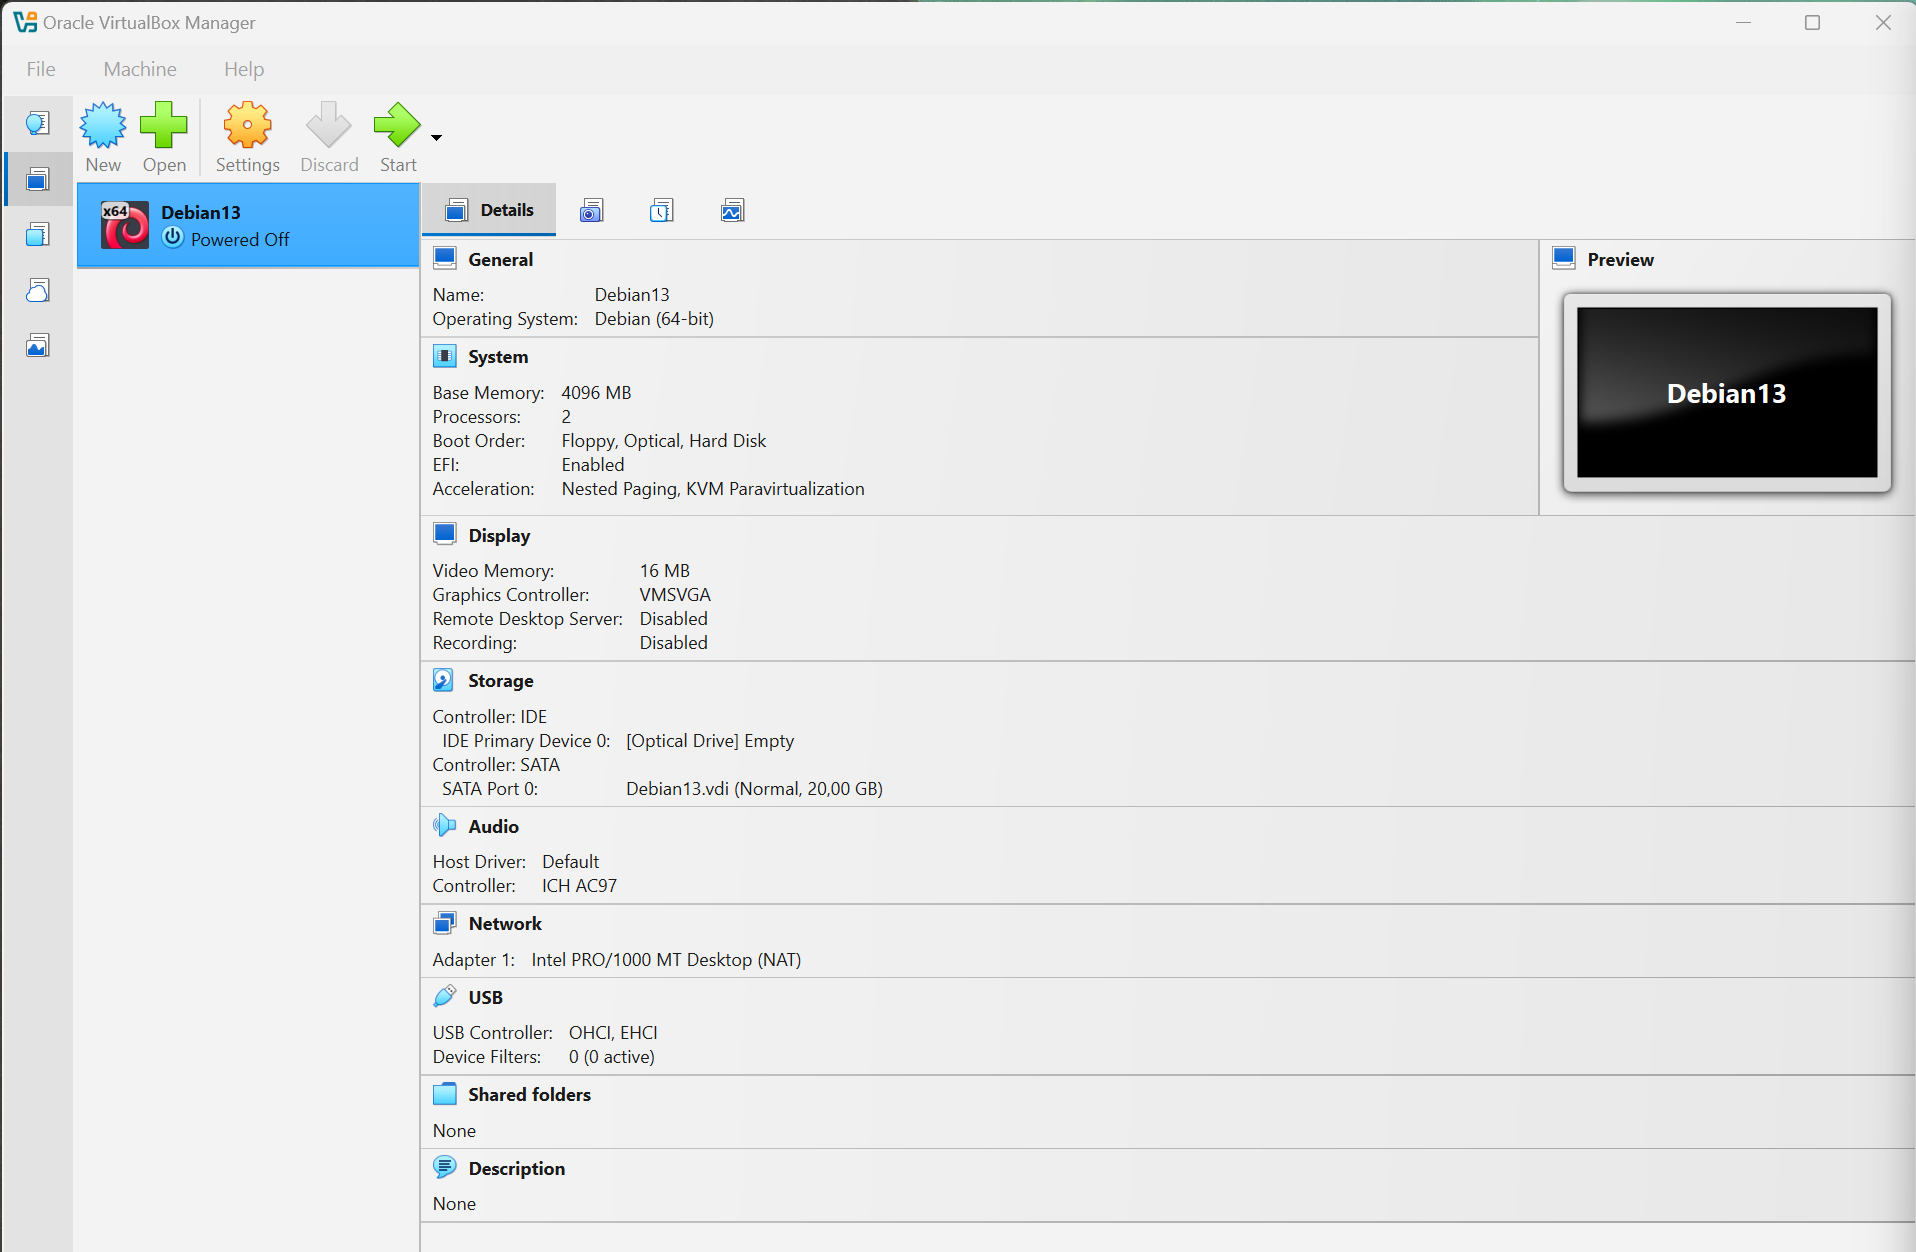 Oracle VirtualBox Manager
File Machine Help
New Open Settings Discard Start
x64 Debian13
Powered Off
Details
General
Name: Debian13
Operating System: Debian (64-bit)
System
Base Memory: 4096 MB
Processors: 2
Boot Order: Floppy, Optical, Hard Disk
EFI: Enabled
Acceleration: Nested Paging, KVM Paravirtualization
Preview
Debian13
Display
Video Memory: 16 MB
Graphics Controller: VMSVGA
Remote Desktop Server: Disabled
Recording: Disabled
Storage
Controller: IDE
IDE Primary Device 0: [Optical Drive] Empty
Controller: SATA
SATA Port 0: Debian13.vdi (Normal, 20,00 GB)
Audio
Host Driver: Default
Controller: ICH AC97
Network
Adapter 1: Intel PRO/1000 MT Desktop (NAT)
USB
USB Controller: OHCI, EHCI
Device Filters: 0 (0 active)
Shared folders
None
Description
None